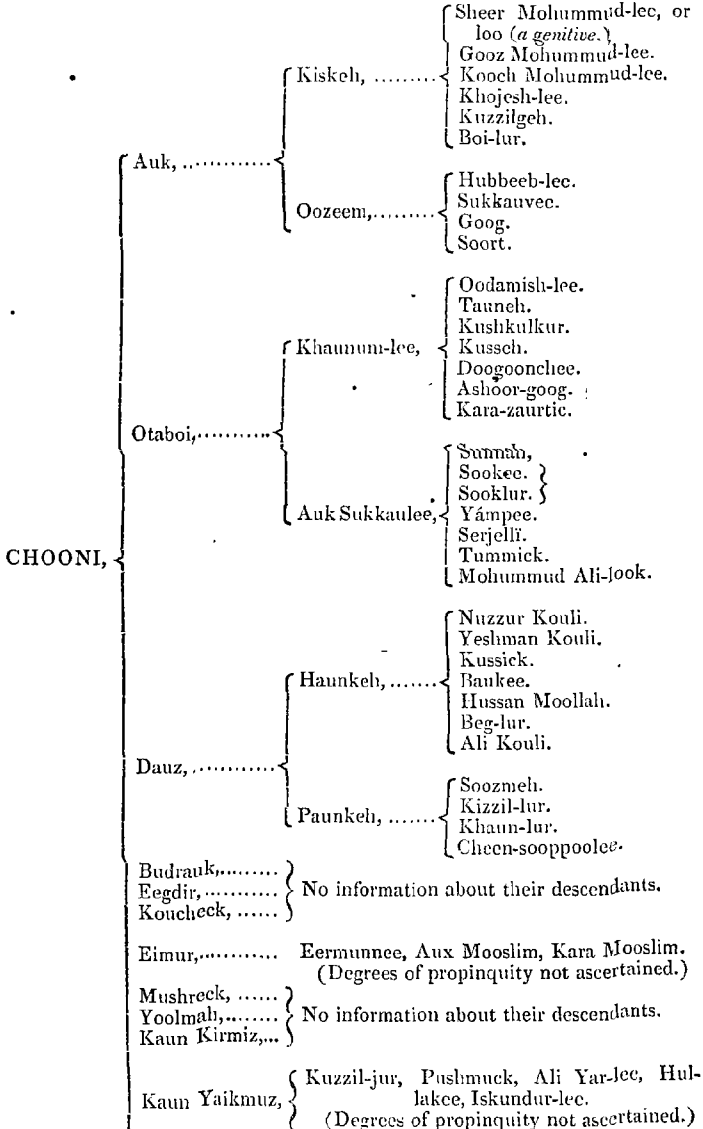 Sheer Mohummud-lee, or
loo (a genitive.)
Gooz Mohummud-lee.
Kiskeh, ......... Kooch Mohummud-lee.
Khojesh-lee.
Kuzzilgeh.
Boi-lur.
Auk, ............
Hubbeeb-lee.
Sukkauvee.
Oozeem, ......... Goog.
Soort.
Oodamish-lee.
Tauneh.
Kushkulkur.
Khaunum-lee, Kusseh.
Doogoonchee.
Ashoor-goog.
Kara-zaurtie.
Otaboi, ..........
Sunnah,
Sookee.
Sooklur.
Auk Sukkaulee, Yámpee.
Serjellï.
Tummick.
Mohummud Ali-look.
CHOONI,
Nuzzur Kouli.
Yeshman Kouli.
Kussick.
Haunkeh, ....... Baukee.
Hussan Moollah.
Beg-lur.
Ali Kouli.
Dauz, ............
Soozmeh.
Kizzil-lur.
Paunkeh, ....... Khaun-lur.
Cheen-sooppoolee.
Budrauk, .........
Eegdir, ........... No information about their descendants.
Koucheck, ......
Eimur, ........... Eermunnee, Aux Mooslim, Kara Mooslim.
(Degrees of propinquity not ascertained.)
Mushreck, ......
Yoolmah, ........ No information about their descendants.
Kaun Kirmiz, ...
Kuzzil-jur, Pushmuck, Ali Yar-lee, Hul-
Kaun Yaikmuz, lakee, Iskundur-lee.
(Degrees of propinquity not ascertained.)